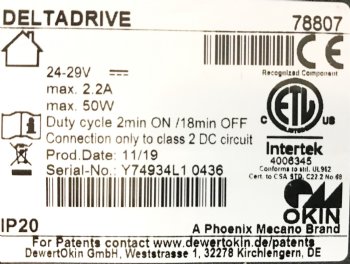 DELTADRIVE 78807
24-29V ⎓
max. 2.2A
max. 50W
Duty cycle 2min ON /18min OFF
Connection only to class 2 DC circuit
Prod.Date: 11/19
Serial-No.: Y74934L1 0436
CE
Recognized Component
ETL
C US
Intertek
4006345
Conforms to std. UL962
Cert. to CSA STD. C22.2 No 68
OKIN
IP20 A Phoenix Mecano Brand
For Patents contact www.dewertokin.de/patents
DewertOkin GmbH, Weststrasse 1, 32278 Kirchlengern, DE